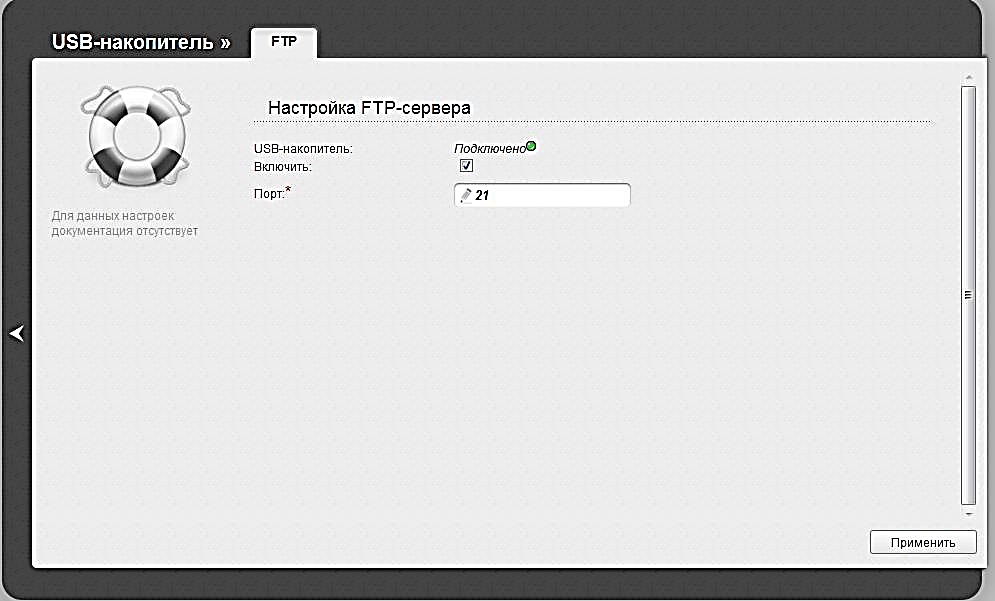 USB-накопитель »
FTP
Настройка FTP-сервера
USB-накопитель:
Подключено
Включить:
Порт:*
21
Для данных настроек
документация отсутствует
Применить